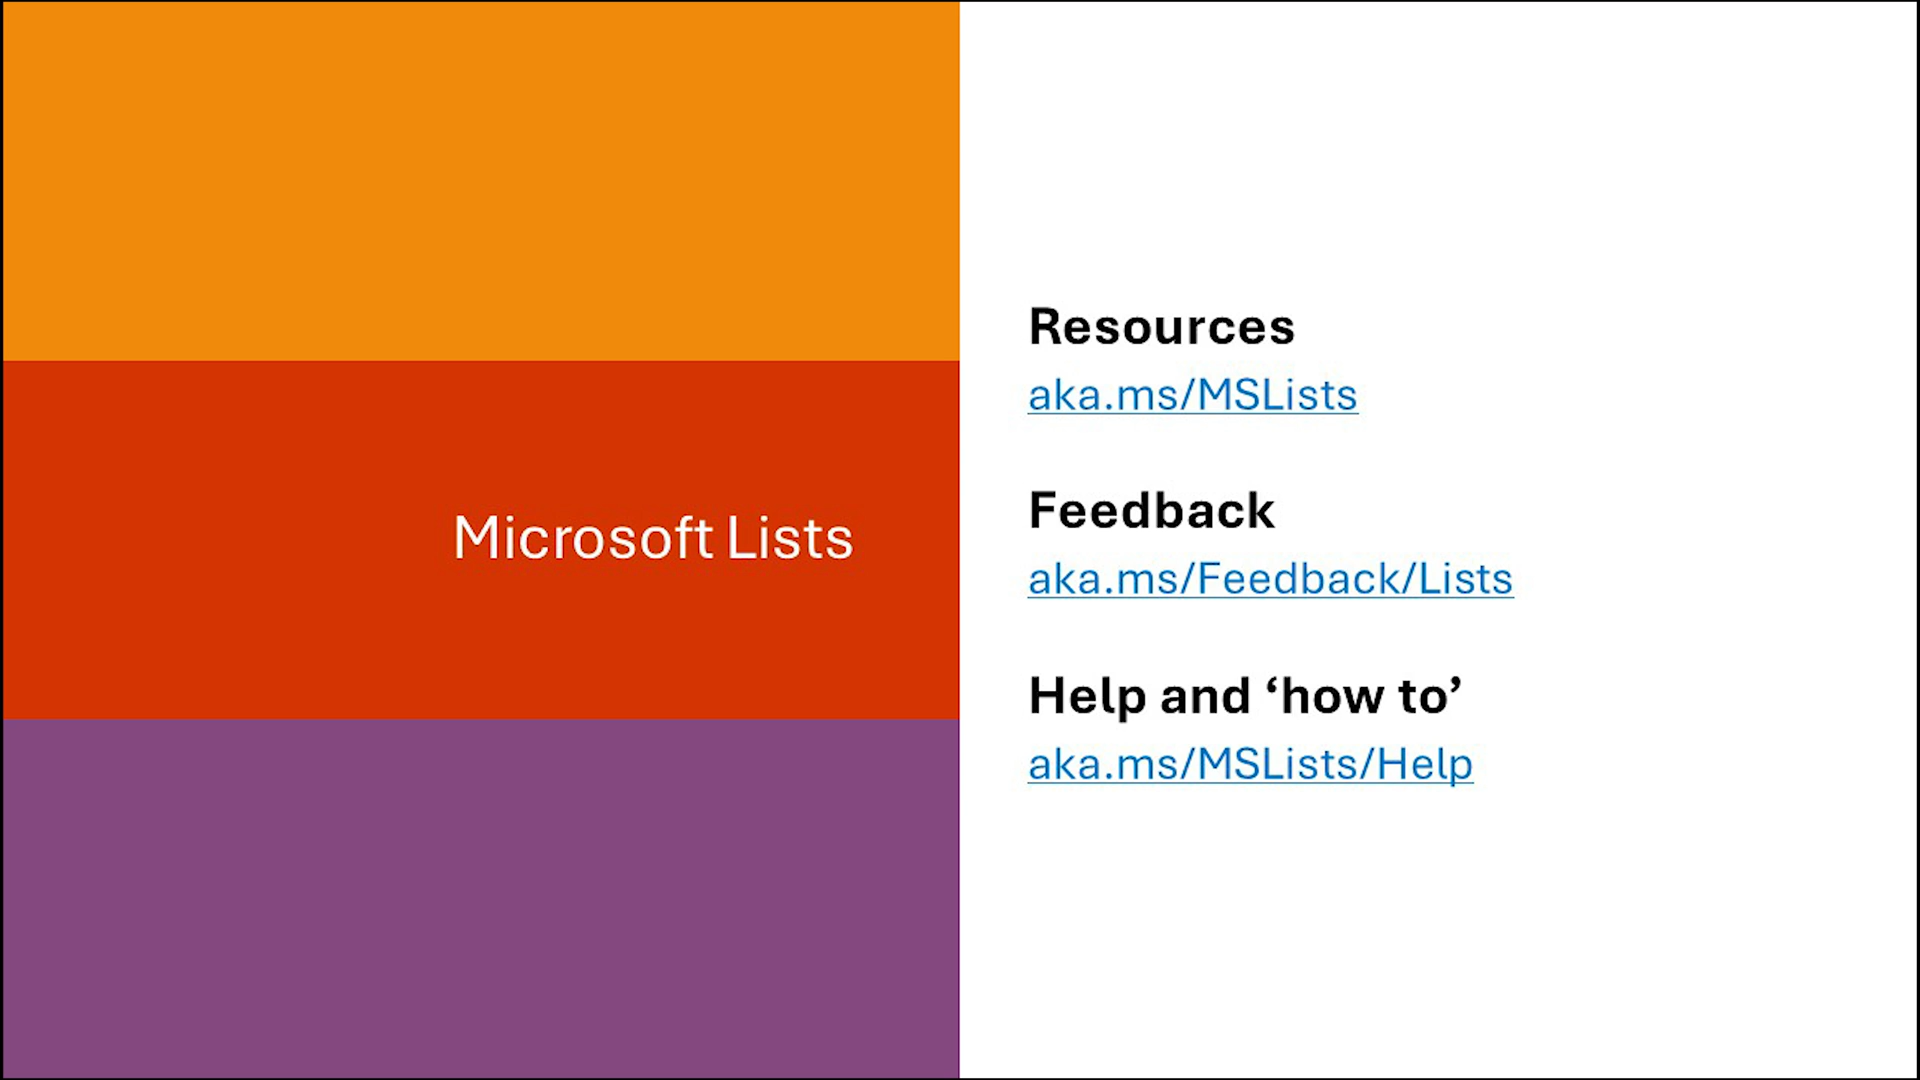 Microsoft Lists
Resources
aka.ms/MSLists
Feedback
aka.ms/Feedback/Lists
Help and ‘how to’
aka.ms/MSLists/Help